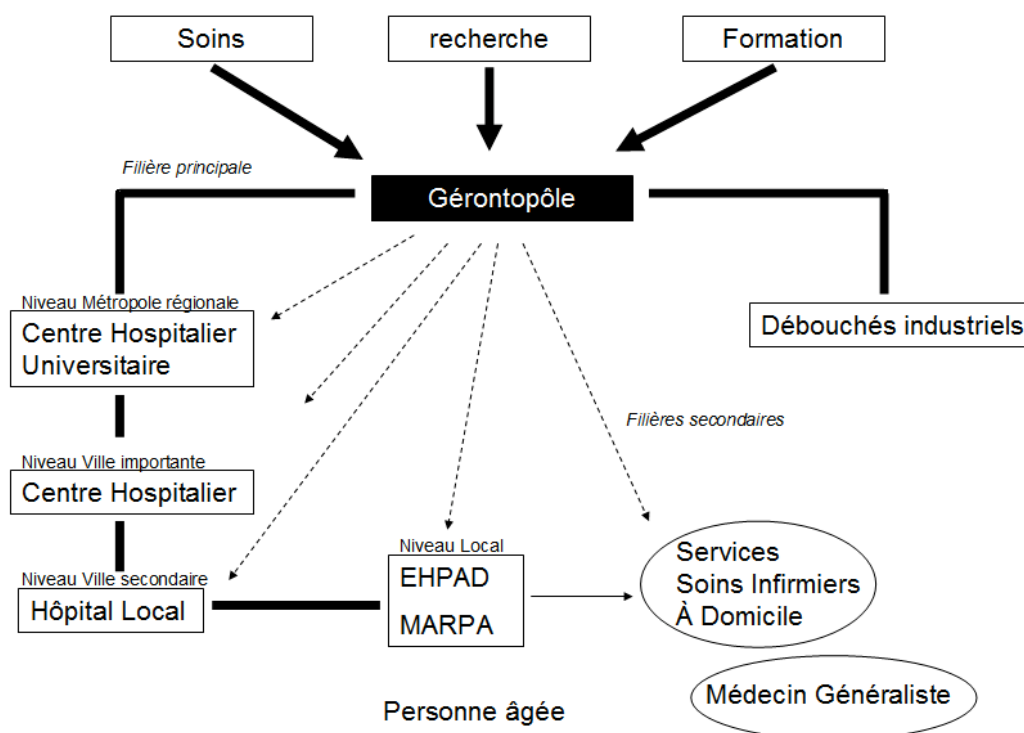 Soins
recherche
Formation
Filière principale
Gérontopôle
Niveau Métropole régionale
Centre Hospitalier
Universitaire
Débouchés industriels
Filières secondaires
Niveau Ville importante
Centre Hospitalier
Niveau Ville secondaire
Hôpital Local
Niveau Local
EHPAD
MARPA
Services
Soins Infirmiers
À Domicile
Médecin Généraliste
Personne âgée